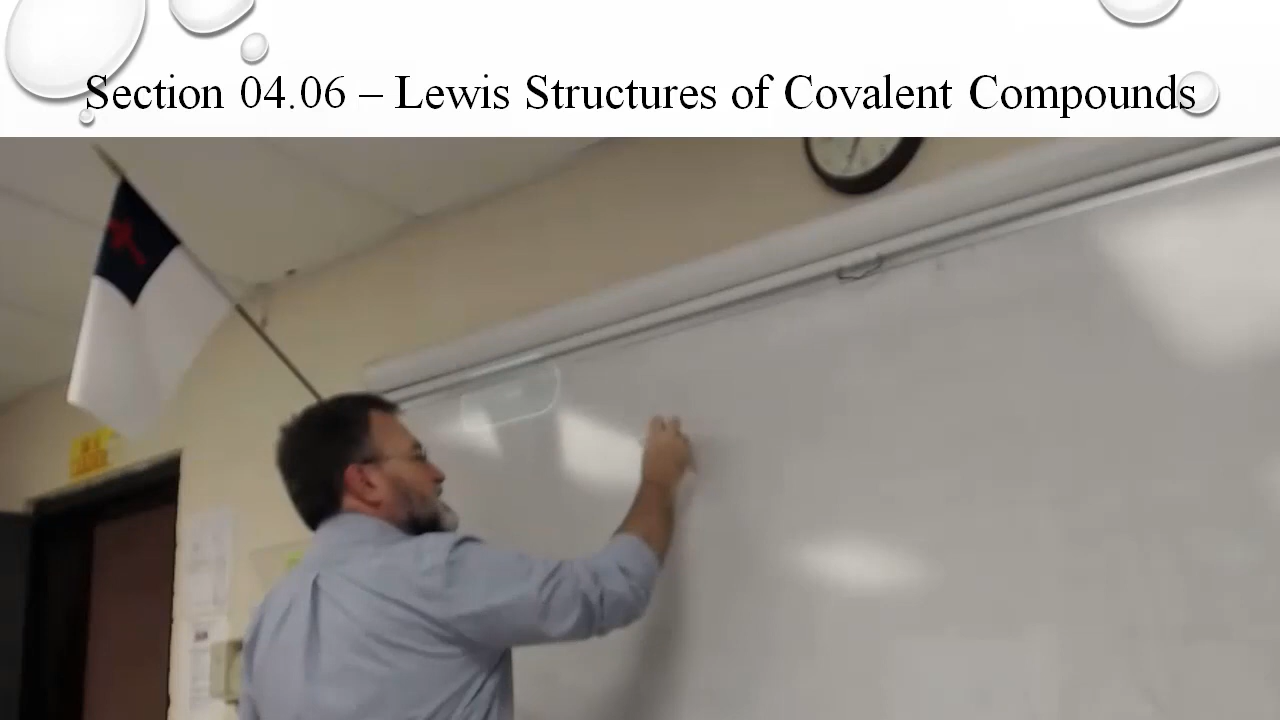 Section 04.06 – Lewis Structures of Covalent Compounds